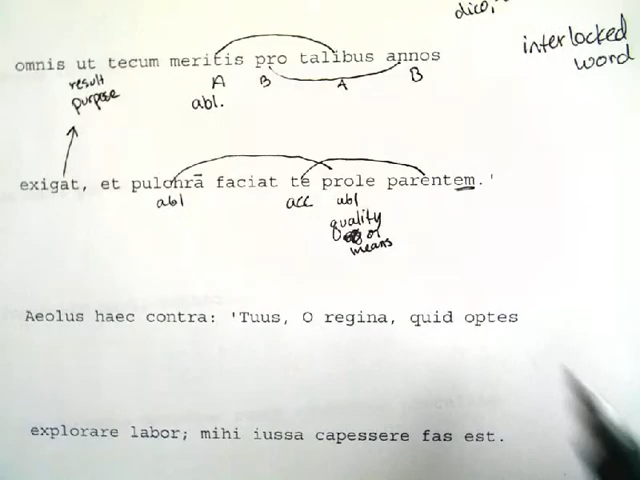 dico,
interlocked
word
omnis ut tecum meritis pro talibus annos
result
purpose
A B A B
abl.
exigat, et pulchrā faciat te prole parentem.'
abl acc abl
quality
or
means
Aeolus haec contra: 'Tuus, O regina, quid optes
explorare labor; mihi iussa capessere fas est.